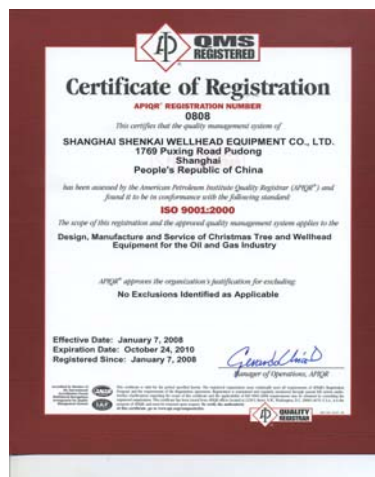 QMS
REGISTERED
Certificate of Registration
APIQR® REGISTRATION NUMBER
0808
This certifies that the quality management system of
SHANGHAI SHENKAI WELLHEAD EQUIPMENT CO., LTD.
1769 Puxing Road Pudong
Shanghai
People's Republic of China
has been assessed by the American Petroleum Institute Quality Registrar (APIQR®) and
found it to be in conformance with the following standard:
ISO 9001:2000
The scope of this registration and the approved quality management system applies to the
Design, Manufacture and Service of Christmas Tree and Wellhead
Equipment for the Oil and Gas Industry
APIQR® approves the organization's justification for excluding:
No Exclusions Identified as Applicable
Effective Date: January 7, 2008
Expiration Date: October 24, 2010
Registered Since: January 7, 2008
Manager of Operations, APIQR
QUALITY
REGISTRAR